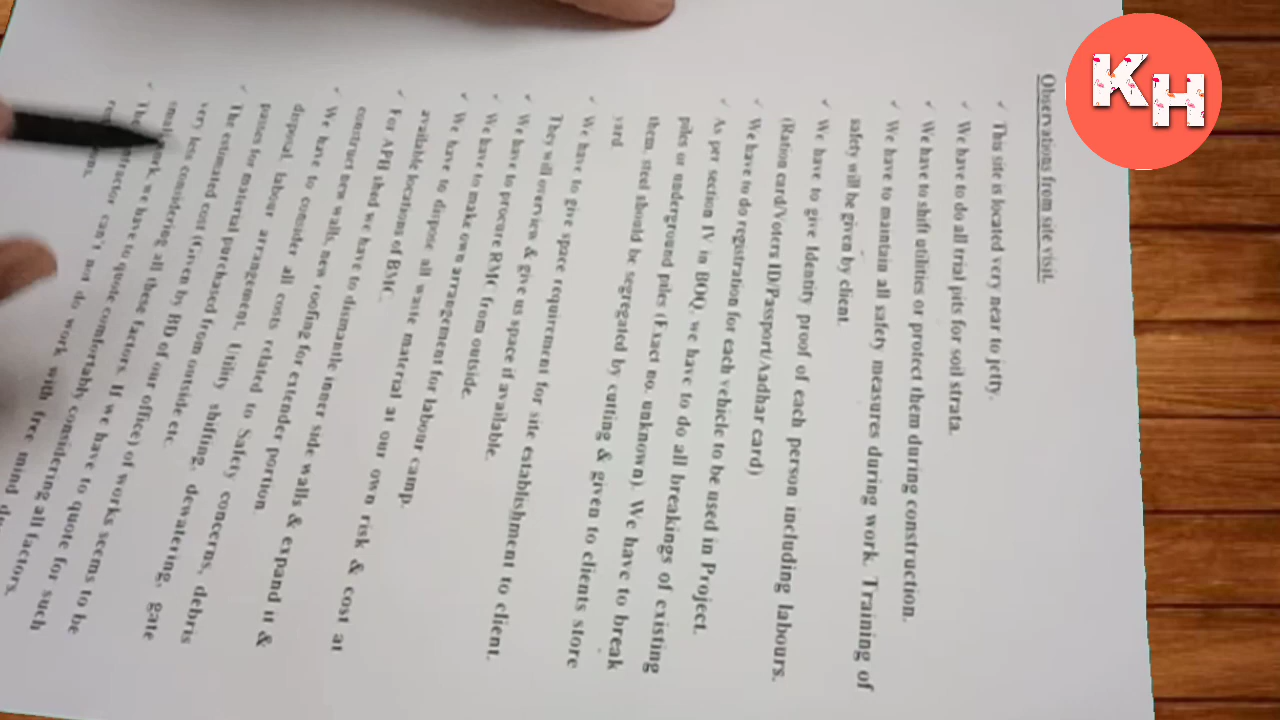 KH
Observations from site visit.
✓ This site is located very near to jetty.
✓ We have to do all trial pits for soil strata.
✓ We have to shift utilities or protect them during construction.
✓ We have to maintain all safety measures during work. Training of
safety will be given by client.
✓ We have to give Identity proof of each person including labours.
(Ration card/Voters ID/Passport/Aadhar card)
✓ We have to do registration for each vehicle to be used in Project.
✓ As per section IV in BOQ, we have to do all breakings of existing
piles or underground piles (Exact no. unknown). We have to break
them, steel should be segregated by cutting & given to clients store
yard.
✓ We have to give space requirement for site establishment to client.
They will overview & give us space if available.
✓ We have to procure RMC from outside.
✓ We have to make own arrangement for labour camp.
✓ We have to dispose all waste material at our own risk & cost at
available locations of BMC.
✓ For APH shed we have to dismantle inner side walls & expand it &
construct new walls, new roofing for extender portion.
✓ We have to consider all costs related to Safety concerns, debris
disposal, labour arrangement, Utility shifting, dewatering, gate
passes for material purchased from outside etc.
✓ The estimated cost (Given by HD of our office) of works seems to be
very less considering all these factors. If we have to quote for such
small work we have to quote comfortably considering all factors.
✓ The contractor can't not do work with free mind